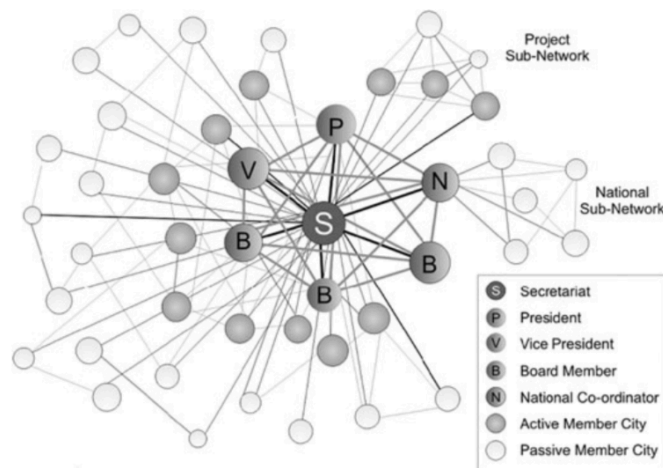 Project
Sub-Network
P
V
N
National
Sub-Network
S
B
B
B
S Secretariat
P President
V Vice President
B Board Member
N National Co-ordinator
Active Member City
Passive Member City